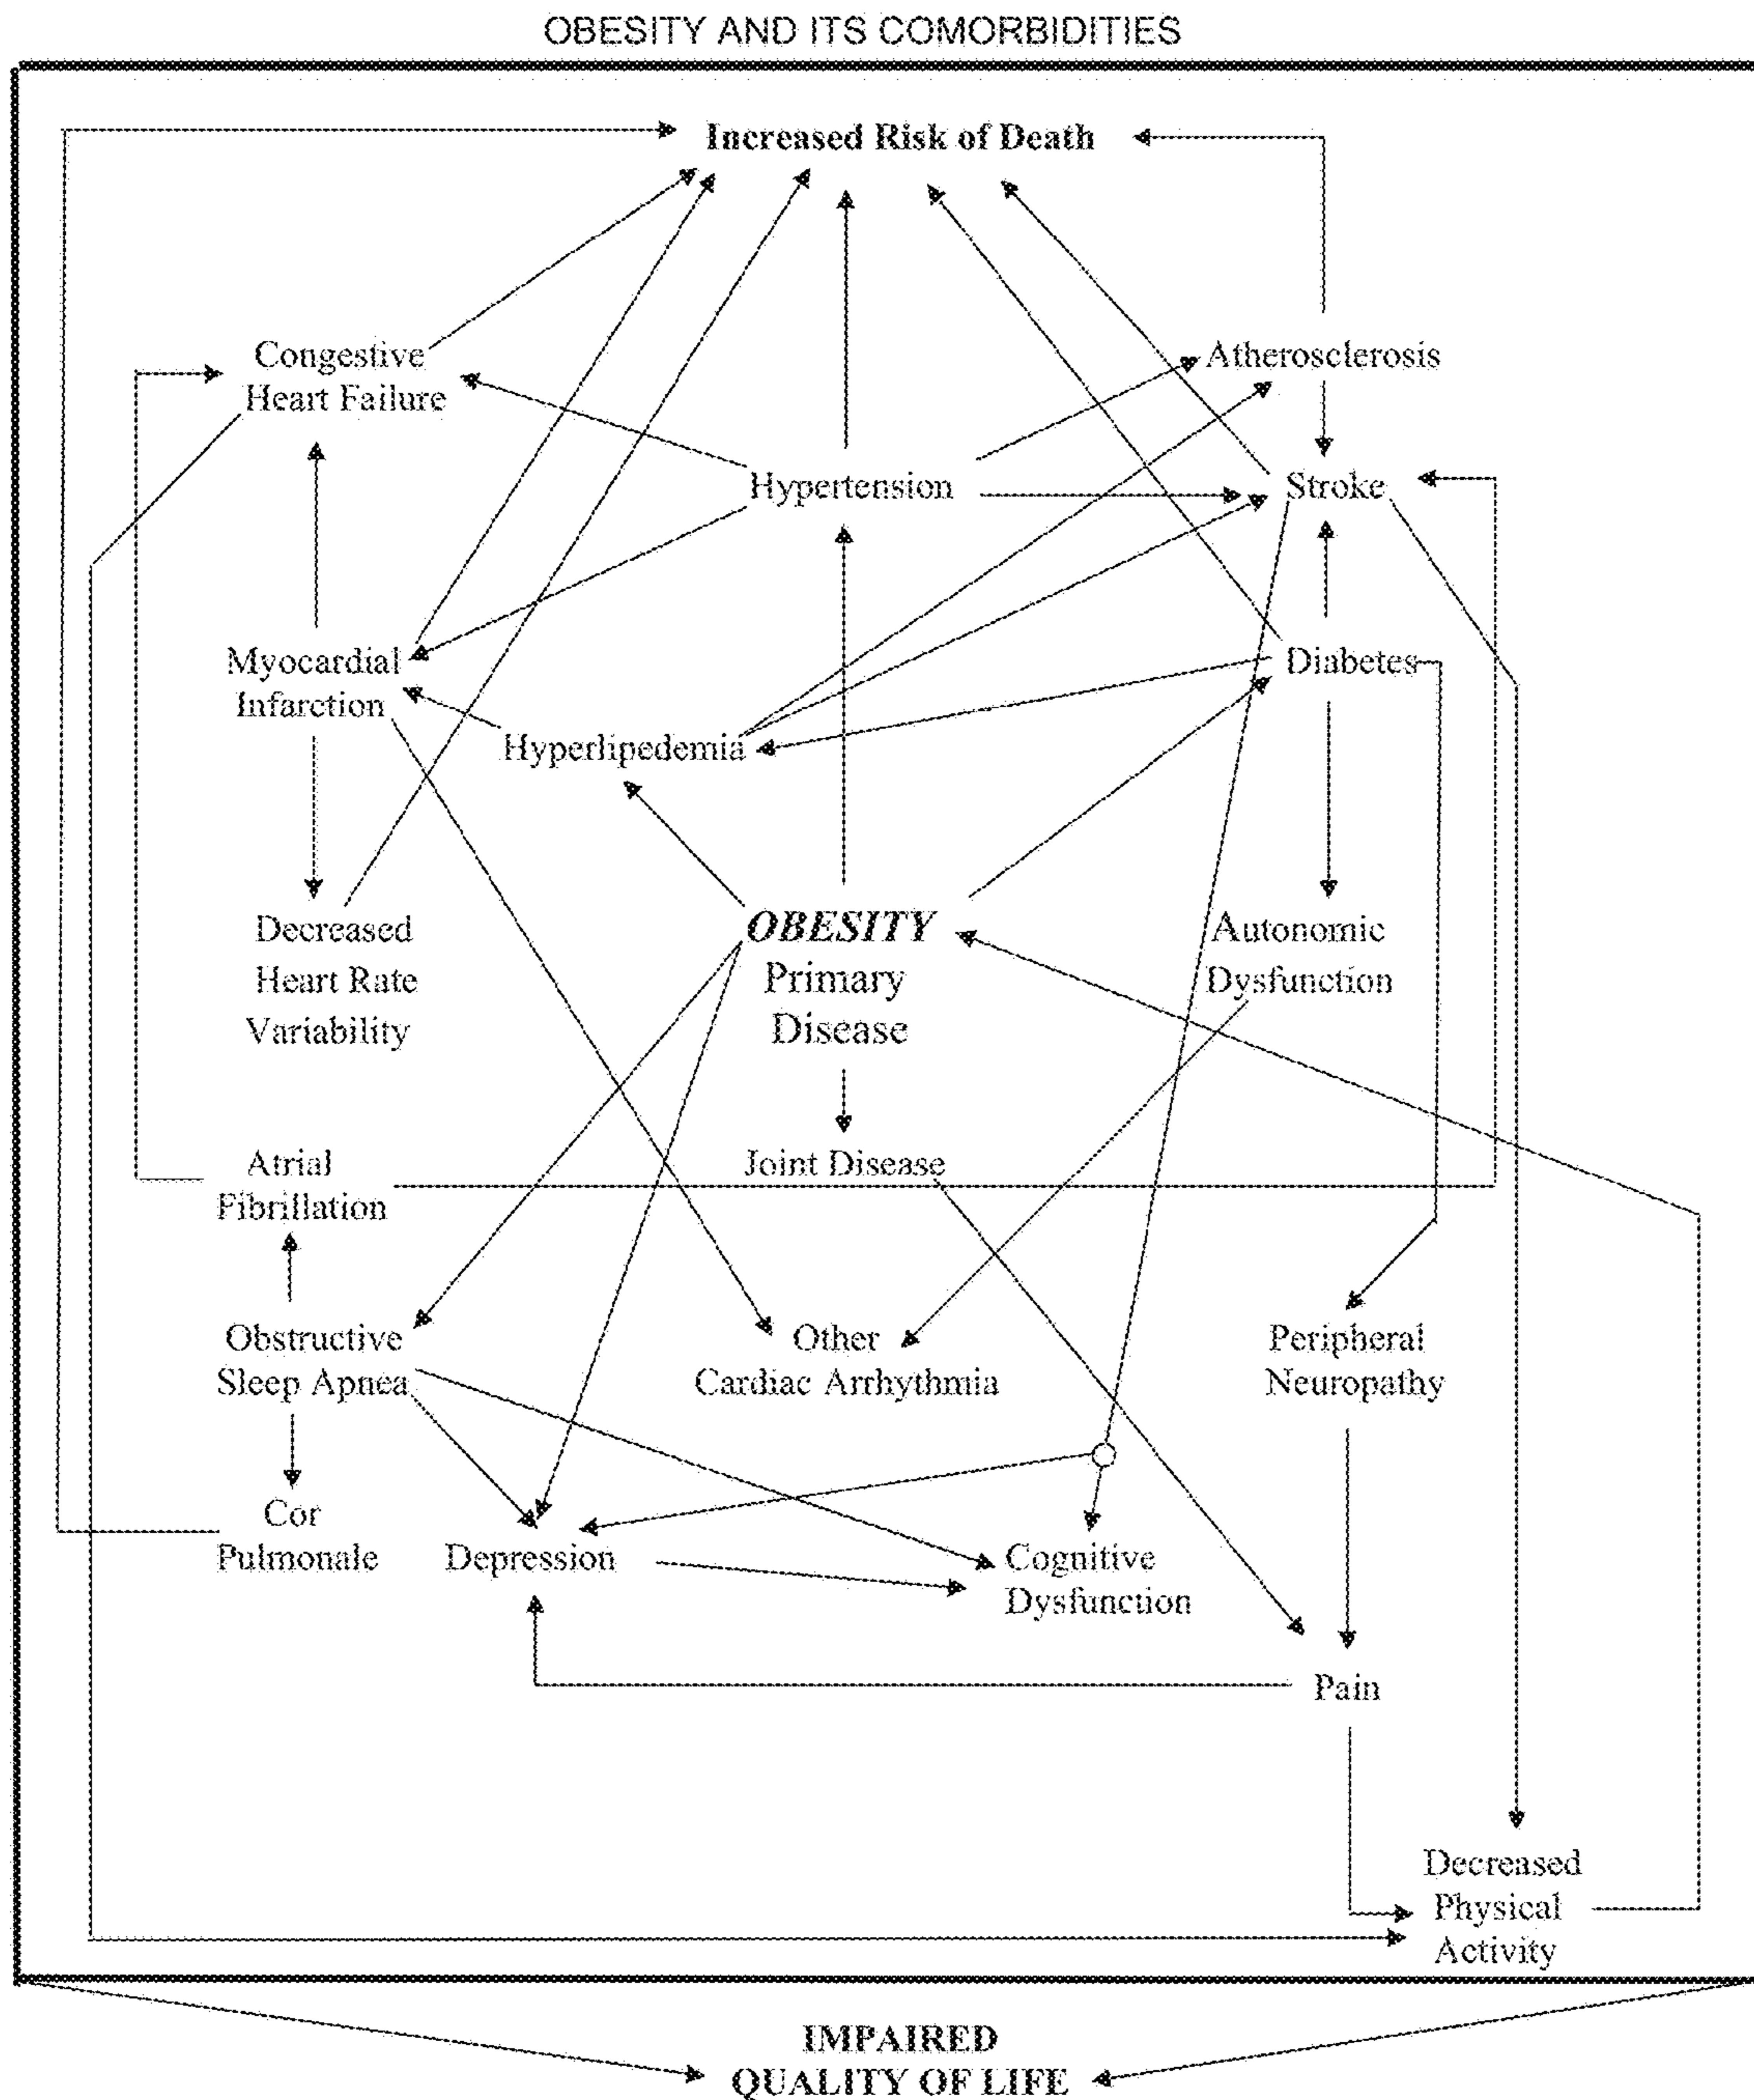 OBESITY AND ITS COMORBIDITIES
Increased Risk of Death
Congestive
Heart Failure
Atherosclerosis
Hypertension
Stroke
Myocardial
Infarction
Diabetes
Hyperlipedemia
Decreased
Heart Rate
Variability
OBESITY
Primary
Disease
Autonomic
Dysfunction
Atrial
Fibrillation
Joint Disease
Obstructive
Sleep Apnea
Other
Cardiac Arrhythmia
Peripheral
Neuropathy
Cor
Pulmonale
Depression
Cognitive
Dysfunction
Pain
Decreased
Physical
Activity
IMPAIRED
QUALITY OF LIFE